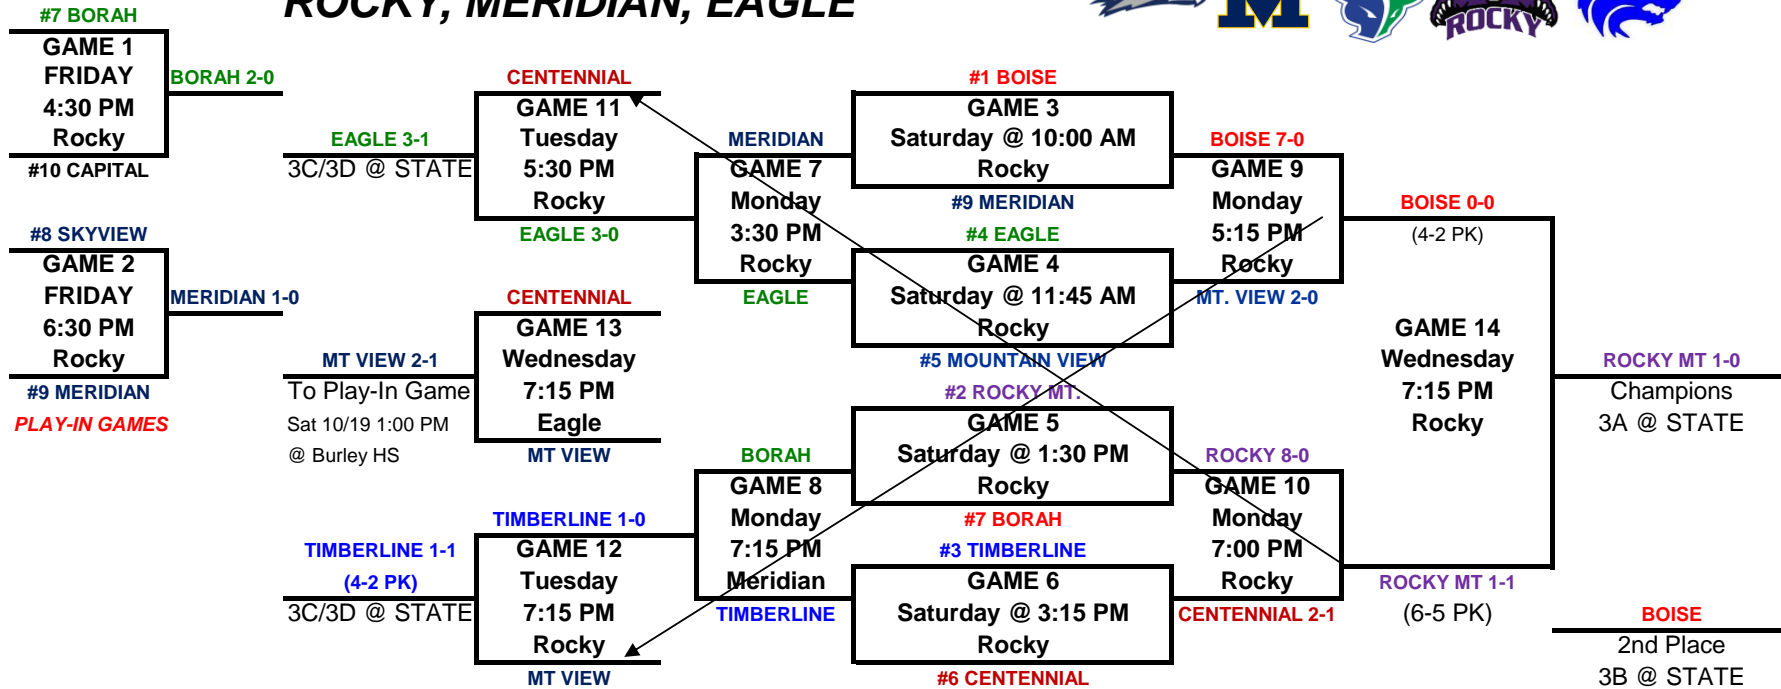 ROCKY, MERIDIAN, EAGLE
M
ROCKY
#7 BORAH
GAME 1
FRIDAY
4:30 PM
Rocky
#10 CAPITAL
BORAH 2-0
#8 SKYVIEW
GAME 2
FRIDAY
6:30 PM
Rocky
#9 MERIDIAN
PLAY-IN GAMES
MERIDIAN 1-0
EAGLE 3-1
3C/3D @ STATE
CENTENNIAL
GAME 11
Tuesday
5:30 PM
Rocky
EAGLE 3-0
MT VIEW 2-1
To Play-In Game
Sat 10/19 1:00 PM
@ Burley HS
CENTENNIAL
GAME 13
Wednesday
7:15 PM
Eagle
MT VIEW
TIMBERLINE 1-1
(4-2 PK)
3C/3D @ STATE
TIMBERLINE 1-0
GAME 12
Tuesday
7:15 PM
Rocky
MT VIEW
MERIDIAN
GAME 7
Monday
3:30 PM
Rocky
EAGLE
BORAH
GAME 8
Monday
7:15 PM
Meridian
TIMBERLINE
#1 BOISE
GAME 3
Saturday @ 10:00 AM
Rocky
#9 MERIDIAN
#4 EAGLE
GAME 4
Saturday @ 11:45 AM
Rocky
#5 MOUNTAIN VIEW
#2 ROCKY MT.
GAME 5
Saturday @ 1:30 PM
Rocky
#7 BORAH
#3 TIMBERLINE
GAME 6
Saturday @ 3:15 PM
Rocky
#6 CENTENNIAL
BOISE 7-0
GAME 9
Monday
5:15 PM
Rocky
MT. VIEW 2-0
ROCKY 8-0
GAME 10
Monday
7:00 PM
Rocky
CENTENNIAL 2-1
BOISE 0-0
(4-2 PK)
GAME 14
Wednesday
7:15 PM
Rocky
ROCKY MT 1-1
(6-5 PK)
ROCKY MT 1-0
Champions
3A @ STATE
BOISE
2nd Place
3B @ STATE